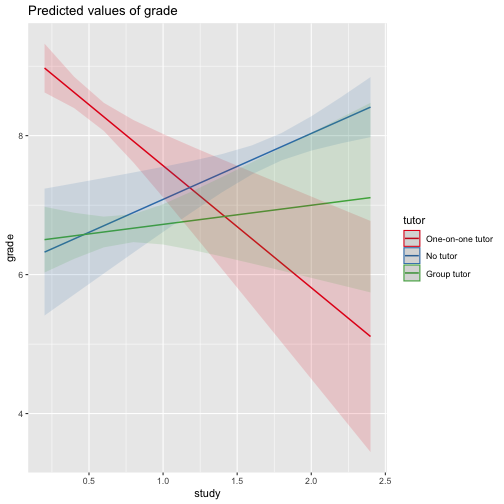 Predicted values of grade
grade
8
6
4
0.5 1.0 1.5 2.0 2.5
study
tutor
One-on-one tutor
No tutor
Group tutor